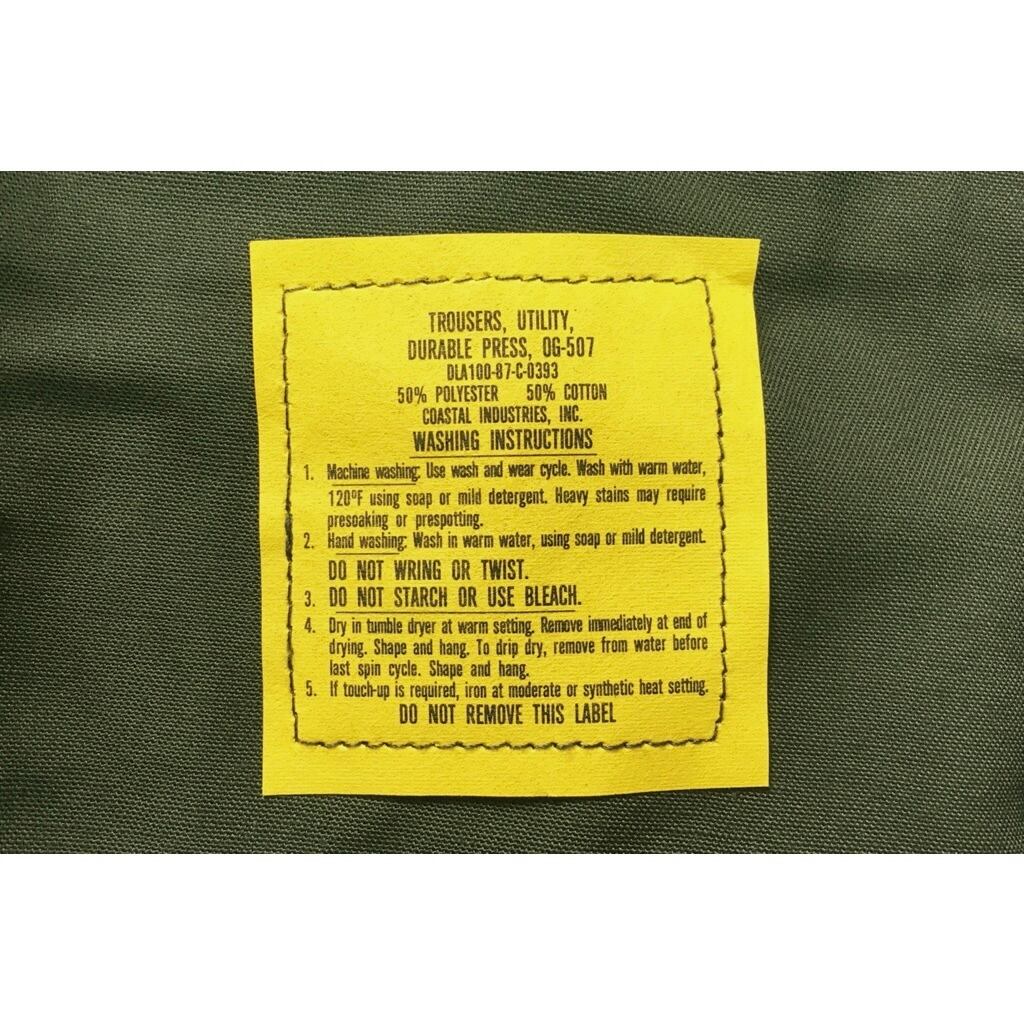 TROUSERS, UTILITY,
DURABLE PRESS, OG-507
DLA100-87-C-0393
50% POLYESTER 50% COTTON
COASTAL INDUSTRIES, INC.
WASHING INSTRUCTIONS
1. Machine washing: Use wash and wear cycle. Wash with warm water,
120°F using soap or mild detergent. Heavy stains may require
presoaking or prespotting.
2. Hand washing: Wash in warm water, using soap or mild detergent.
DO NOT WRING OR TWIST.
3. DO NOT STARCH OR USE BLEACH.
4. Dry in tumble dryer at warm setting. Remove immediately at end of
drying. Shape and hang. To drip dry, remove from water before
last spin cycle. Shape and hang.
5. If touch-up is required, iron at moderate or synthetic heat setting.
DO NOT REMOVE THIS LABEL